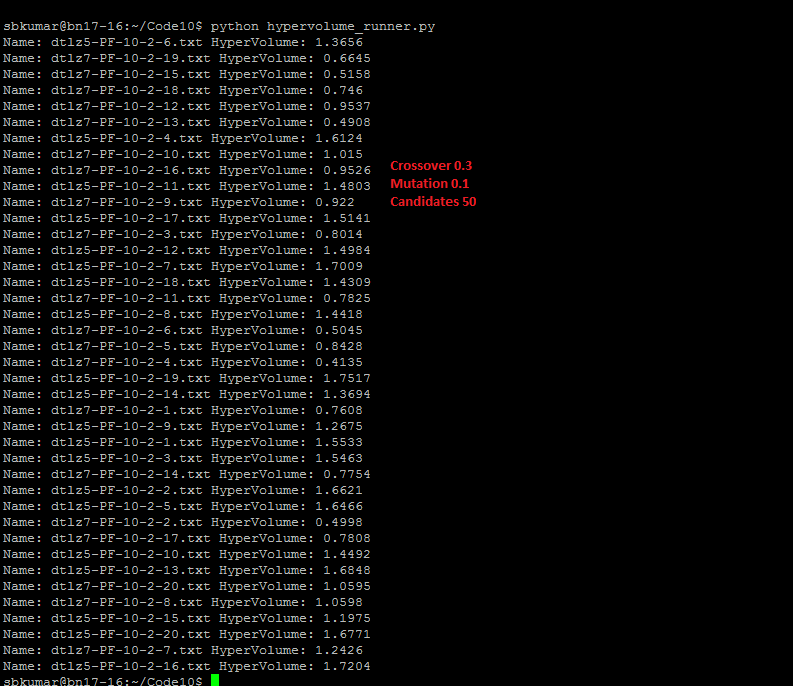 sbkumar@bn17-16:~/Code10$ python hypervolume_runner.py
Name: dtlz5-PF-10-2-6.txt HyperVolume: 1.3656
Name: dtlz7-PF-10-2-19.txt HyperVolume: 0.6645
Name: dtlz7-PF-10-2-15.txt HyperVolume: 0.5158
Name: dtlz7-PF-10-2-18.txt HyperVolume: 0.746
Name: dtlz7-PF-10-2-12.txt HyperVolume: 0.9537
Name: dtlz7-PF-10-2-13.txt HyperVolume: 0.4908
Name: dtlz5-PF-10-2-4.txt HyperVolume: 1.6124
Name: dtlz7-PF-10-2-10.txt HyperVolume: 1.015
Name: dtlz7-PF-10-2-16.txt HyperVolume: 0.9526
Name: dtlz5-PF-10-2-11.txt HyperVolume: 1.4803
Name: dtlz7-PF-10-2-9.txt HyperVolume: 0.922
Name: dtlz5-PF-10-2-17.txt HyperVolume: 1.5141
Name: dtlz7-PF-10-2-3.txt HyperVolume: 0.8014
Name: dtlz5-PF-10-2-12.txt HyperVolume: 1.4984
Name: dtlz5-PF-10-2-7.txt HyperVolume: 1.7009
Name: dtlz5-PF-10-2-18.txt HyperVolume: 1.4309
Name: dtlz7-PF-10-2-11.txt HyperVolume: 0.7825
Name: dtlz5-PF-10-2-8.txt HyperVolume: 1.4418
Name: dtlz7-PF-10-2-6.txt HyperVolume: 0.5045
Name: dtlz7-PF-10-2-5.txt HyperVolume: 0.8428
Name: dtlz7-PF-10-2-4.txt HyperVolume: 0.4135
Name: dtlz5-PF-10-2-19.txt HyperVolume: 1.7517
Name: dtlz5-PF-10-2-14.txt HyperVolume: 1.3694
Name: dtlz7-PF-10-2-1.txt HyperVolume: 0.7608
Name: dtlz5-PF-10-2-9.txt HyperVolume: 1.2675
Name: dtlz5-PF-10-2-1.txt HyperVolume: 1.5533
Name: dtlz5-PF-10-2-3.txt HyperVolume: 1.5463
Name: dtlz7-PF-10-2-14.txt HyperVolume: 0.7754
Name: dtlz5-PF-10-2-2.txt HyperVolume: 1.6621
Name: dtlz5-PF-10-2-5.txt HyperVolume: 1.6466
Name: dtlz7-PF-10-2-2.txt HyperVolume: 0.4998
Name: dtlz7-PF-10-2-17.txt HyperVolume: 0.7808
Name: dtlz5-PF-10-2-10.txt HyperVolume: 1.4492
Name: dtlz5-PF-10-2-13.txt HyperVolume: 1.6848
Name: dtlz7-PF-10-2-20.txt HyperVolume: 1.0595
Name: dtlz7-PF-10-2-8.txt HyperVolume: 1.0598
Name: dtlz5-PF-10-2-15.txt HyperVolume: 1.1975
Name: dtlz5-PF-10-2-20.txt HyperVolume: 1.6771
Name: dtlz7-PF-10-2-7.txt HyperVolume: 1.2426
Name: dtlz5-PF-10-2-16.txt HyperVolume: 1.7204
sbkumar@bn17-16:~/Code10$
Crossover 0.3
Mutation 0.1
Candidates 50